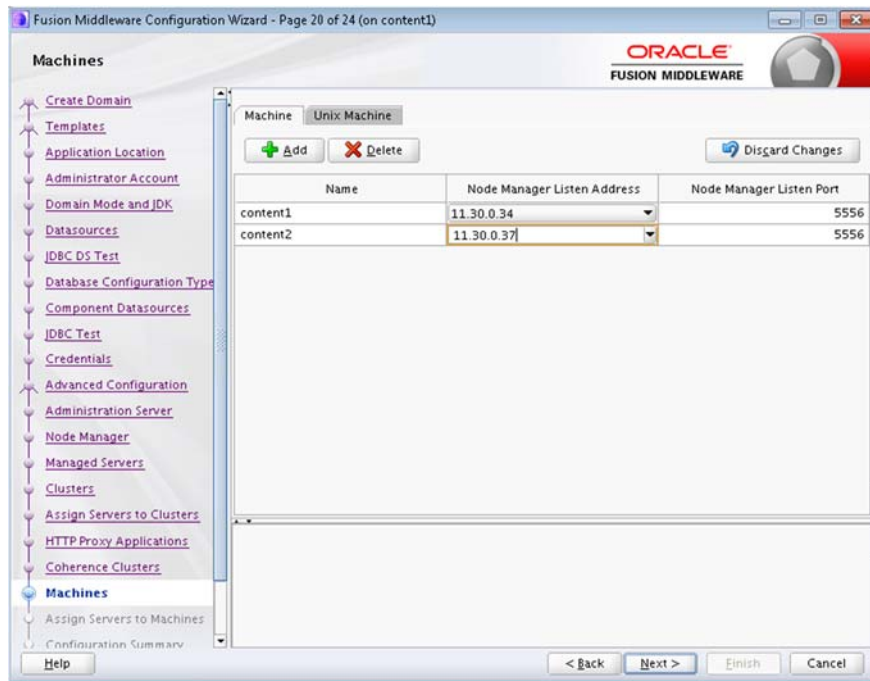 Fusion Middleware Configuration Wizard - Page 20 of 24 (on content1)
Machines
ORACLE
FUSION MIDDLEWARE
Create Domain
Templates
Application Location
Administrator Account
Domain Mode and JDK
Datasources
JDBC DS Test
Database Configuration Type
Component Datasources
JDBC Test
Credentials
Advanced Configuration
Administration Server
Node Manager
Managed Servers
Clusters
Assign Servers to Clusters
HTTP Proxy Applications
Coherence Clusters
Machines
Assign Servers to Machines
Configuration Summary
Machine Unix Machine
Add Delete Discard Changes
Name Node Manager Listen Address Node Manager Listen Port
content1 11.30.0.34 5556
content2 11.30.0.37 5556
Help < Back Next > Finish Cancel